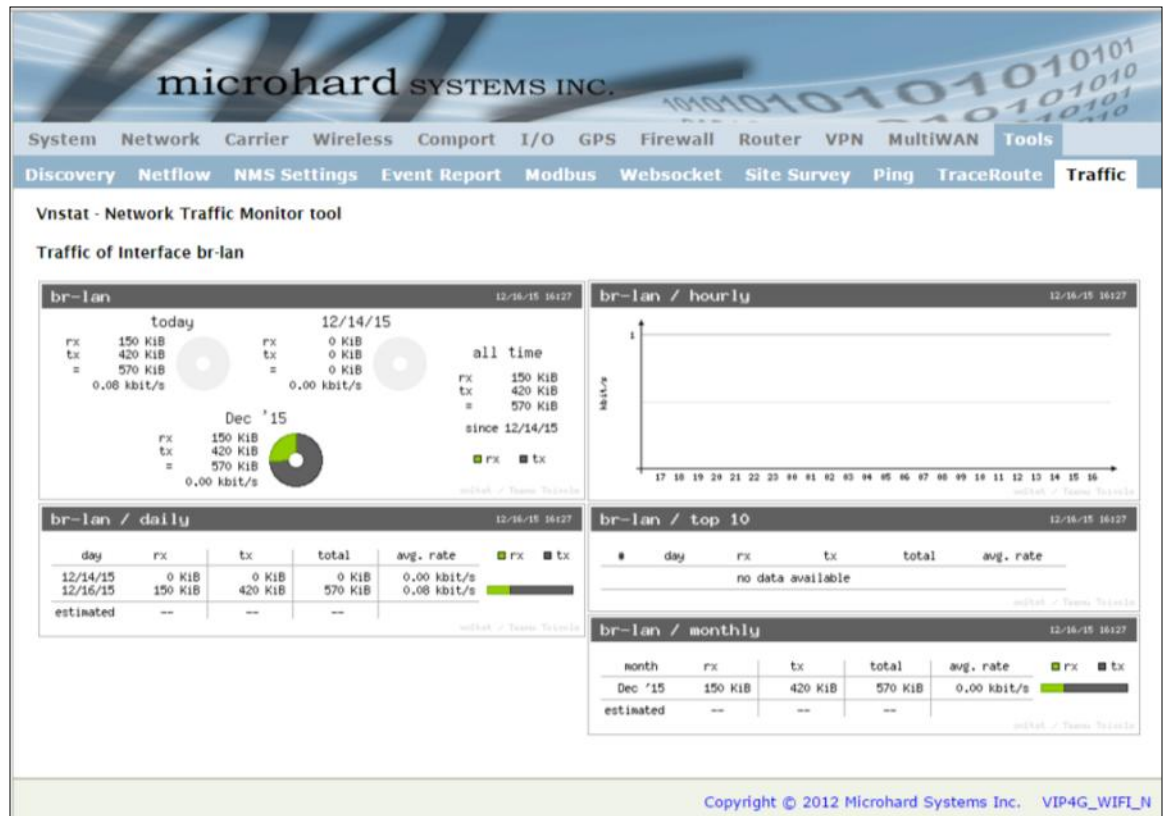 microhard SYSTEMS INC.
System Network Carrier Wireless Comport I/O GPS Firewall Router VPN MultiWAN Tools
Discovery Netflow NMS Settings Event Report Modbus Websocket Site Survey Ping TraceRoute Traffic
Vnstat - Network Traffic Monitor tool
Traffic of Interface br-lan
br-lan 12/16/15 16:27
today 12/14/15
rx 150 KiB rx 0 KiB
tx 420 KiB tx 0 KiB
= 570 KiB = 0 KiB
0.08 kbit/s 0.00 kbit/s
all time
rx 150 KiB
tx 420 KiB
= 570 KiB
since 12/14/15
rx tx
Dec '15
rx 150 KiB
tx 420 KiB
= 570 KiB
0.00 kbit/s
br-lan / hourly 12/16/15 16:27
1
kbit/s
17 18 19 20 21 22 23 00 01 02 03 04 05 06 07 08 09 10 11 12 13 14 15 16
br-lan / daily 12/16/15 16:27
day rx tx total avg. rate rx tx
12/14/15 0 KiB 0 KiB 0 KiB 0.00 kbit/s
12/16/15 150 KiB 420 KiB 570 KiB 0.08 kbit/s
estimated -- --
br-lan / top 10 12/16/15 16:27
# day rx tx total avg. rate
no data available
br-lan / monthly 12/16/15 16:27
month rx tx total avg. rate rx tx
Dec '15 150 KiB 420 KiB 570 KiB 0.00 kbit/s
estimated -- --
Copyright © 2012 Microhard Systems Inc. VIP4G_WIFI_N